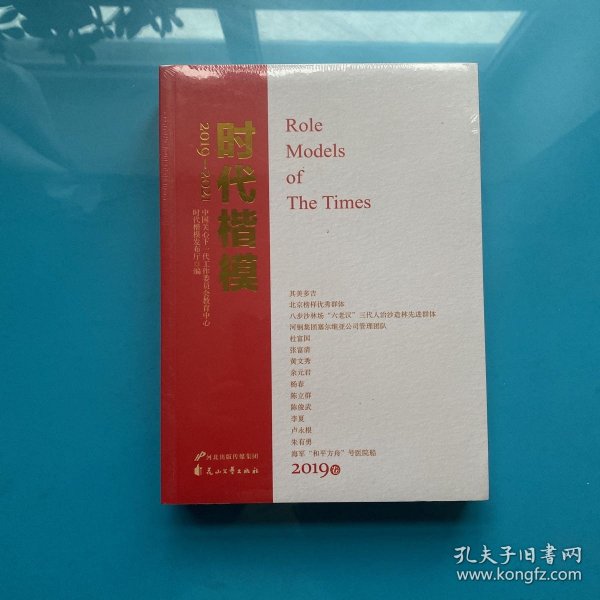 时代楷模
2019—2021
中国关心下一代工作委员会教育中心
时代楷模发布厅 编
Role
Models
of
The Times
其美多吉
北京榜样优秀群体
八步沙林场“六老汉”三代人治沙造林先进群体
河钢集团塞尔维亚公司管理团队
杜富国
张富清
黄文秀
余元君
杨春
陈立群
陈俊武
李夏
卢永根
朱有勇
海军“和平方舟”号医院船
2019卷
河北出版传媒集团
花山文艺出版社
孔夫子旧书网
www.kongfz.com